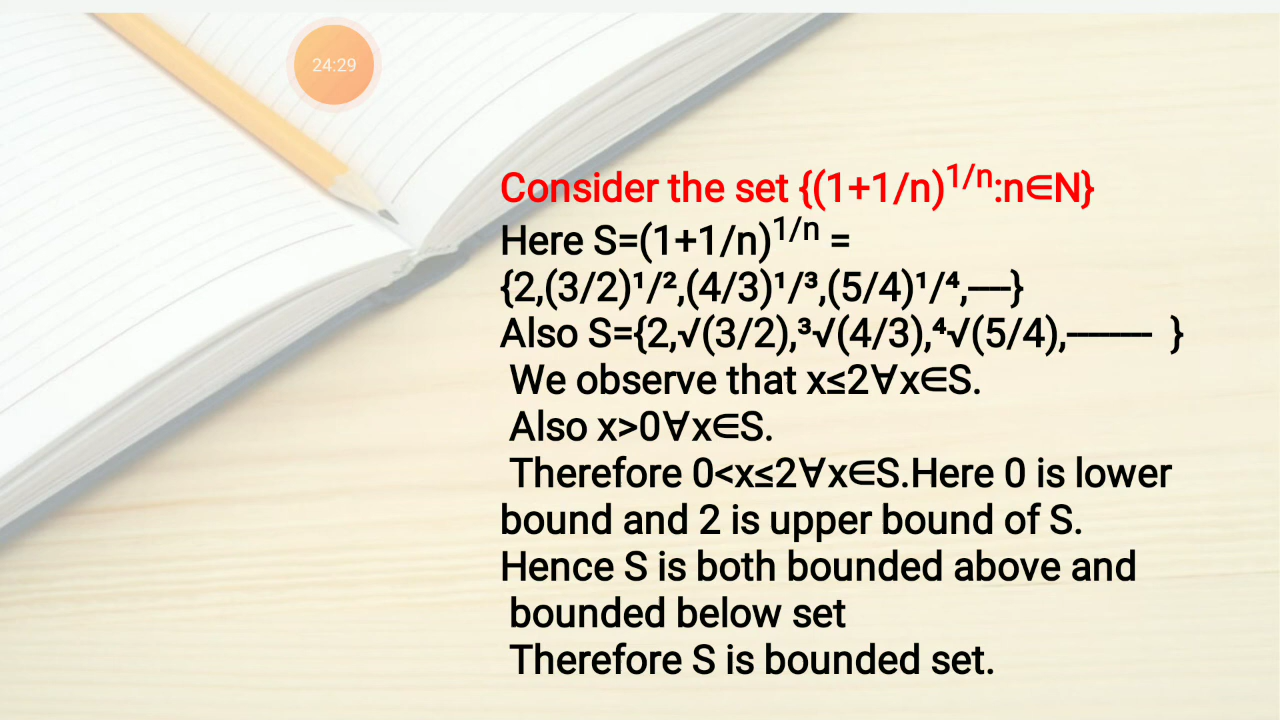 24:29
Consider the set {(1+1/n)^1/n:n∈N}
Here S=(1+1/n)^1/n =
{2,(3/2)¹/²,(4/3)¹/³,(5/4)¹/⁴,—–}
Also S={2,√(3/2),³√(4/3),⁴√(5/4),———– }
We observe that x≤2∀x∈S.
Also x>0∀x∈S.
Therefore 0<x≤2∀x∈S.Here 0 is lower
bound and 2 is upper bound of S.
Hence S is both bounded above and
bounded below set
Therefore S is bounded set.